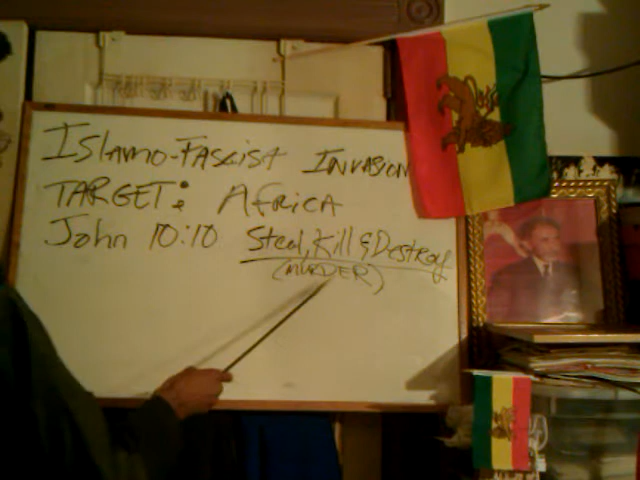 Islamo-Fascist Invasion
TARGET: Africa
John 10:10 Steal, Kill & Destroy
(MURDER)